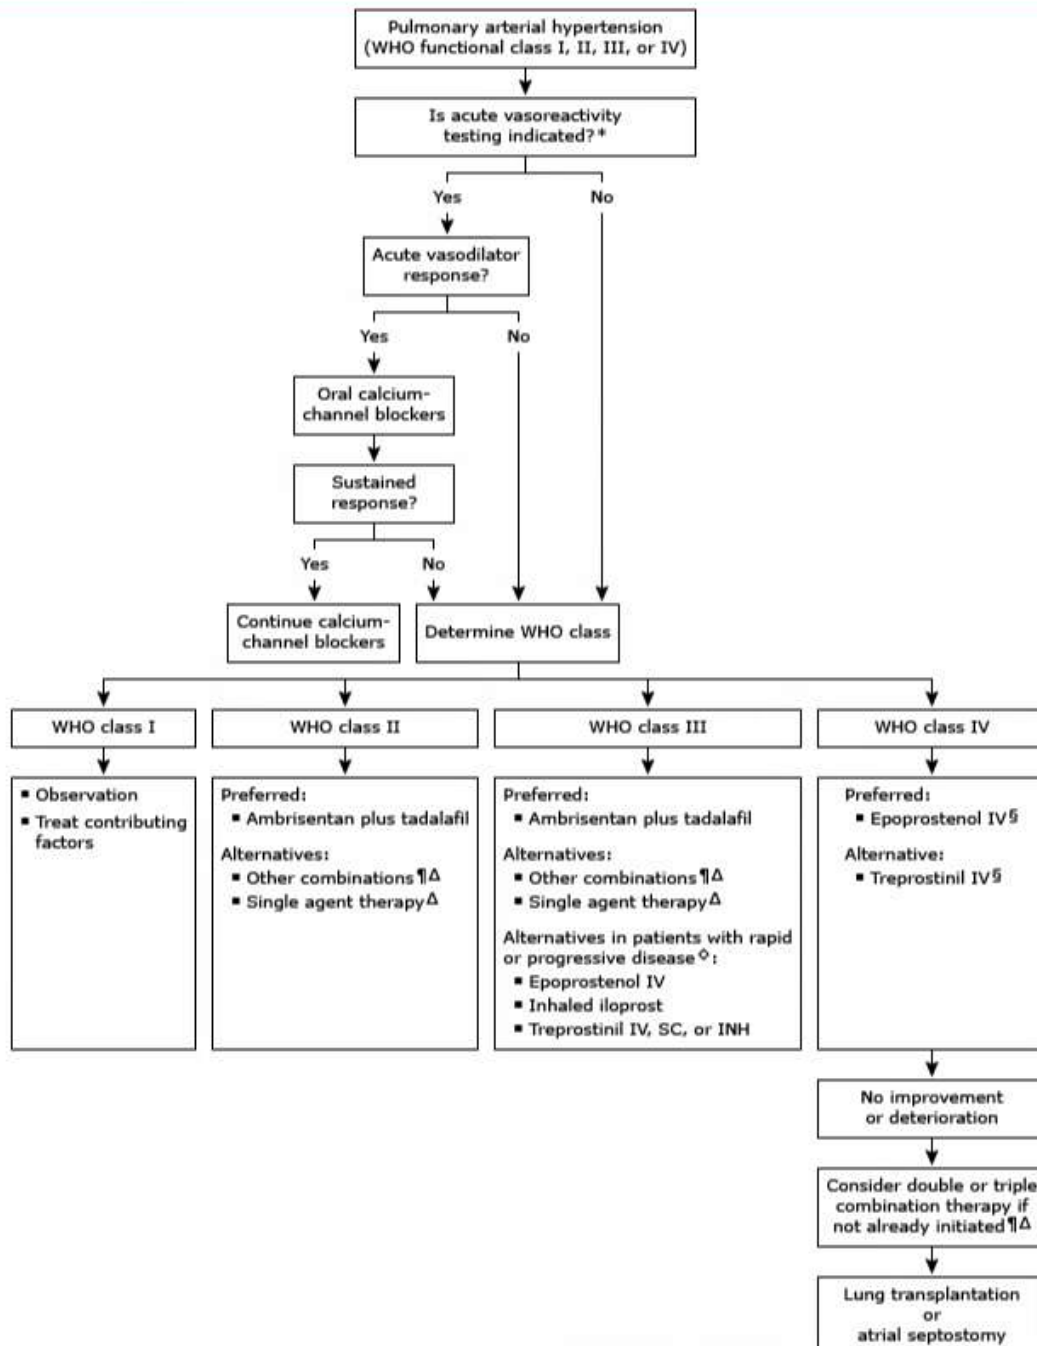 Pulmonary arterial hypertension
(WHO functional class I, II, III, or IV)
Is acute vasoreactivity
testing indicated?*
Yes
No
Acute vasodilator
response?
Yes
No
Oral calcium-
channel blockers
Sustained
response?
Yes
No
Continue calcium-
channel blockers
Determine WHO class
WHO class I
WHO class II
WHO class III
WHO class IV
▪ Observation
▪ Treat contributing
factors
Preferred:
▪ Ambrisentan plus tadalafil
Alternatives:
▪ Other combinations¶Δ
▪ Single agent therapyΔ
Preferred:
▪ Ambrisentan plus tadalafil
Alternatives:
▪ Other combinations¶Δ
▪ Single agent therapyΔ
Alternatives in patients with rapid
or progressive disease◇:
▪ Epoprostenol IV
▪ Inhaled iloprost
▪ Treprostinil IV, SC, or INH
Preferred:
▪ Epoprostenol IV§
Alternative:
▪ Treprostinil IV§
No improvement
or deterioration
Consider double or triple
combination therapy if
not already initiated¶Δ
Lung transplantation
or
atrial septostomy